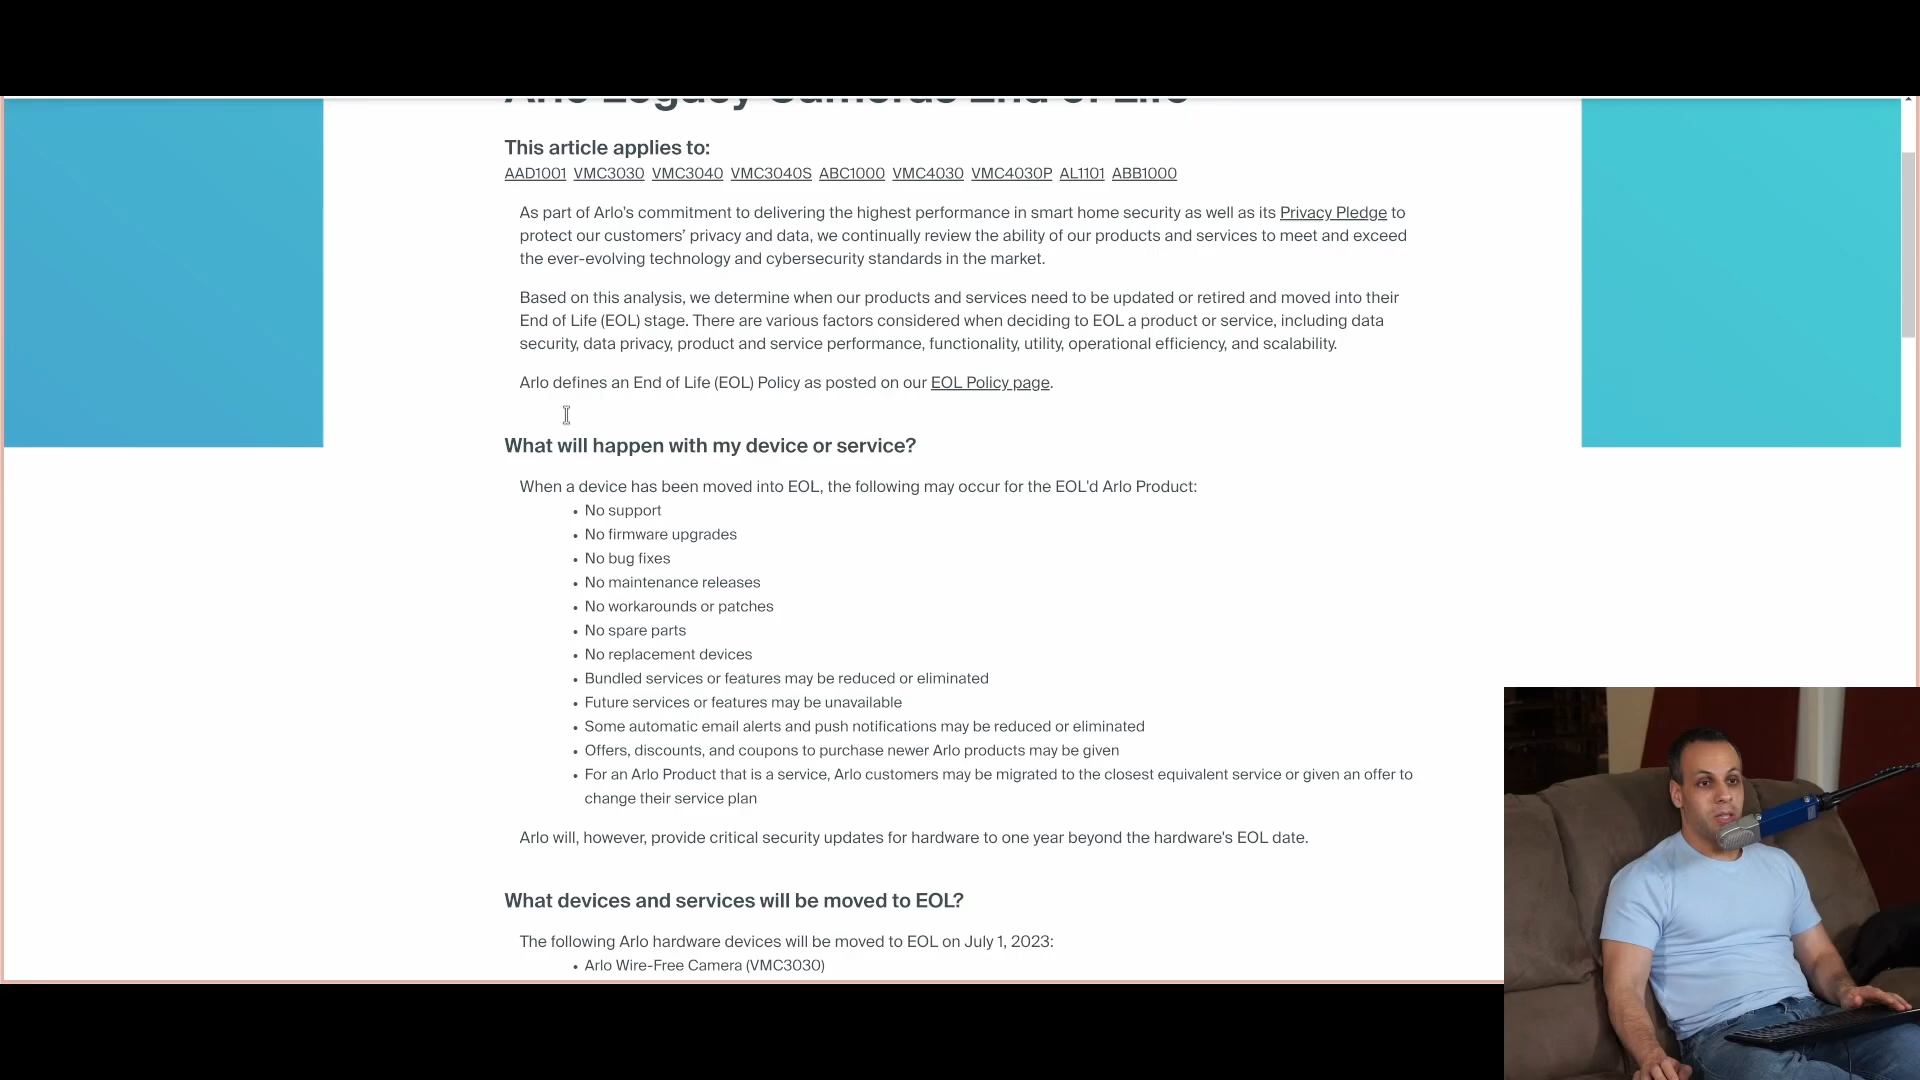 Arlo Legacy Cameras End of Life
This article applies to:
AAD1001 VMC3030 VMC3040 VMC3040S ABC1000 VMC4030 VMC4030P AL1101 ABB1000
As part of Arlo's commitment to delivering the highest performance in smart home security as well as its Privacy Pledge to
protect our customers’ privacy and data, we continually review the ability of our products and services to meet and exceed
the ever-evolving technology and cybersecurity standards in the market.
Based on this analysis, we determine when our products and services need to be updated or retired and moved into their
End of Life (EOL) stage. There are various factors considered when deciding to EOL a product or service, including data
security, data privacy, product and service performance, functionality, utility, operational efficiency, and scalability.
Arlo defines an End of Life (EOL) Policy as posted on our EOL Policy page.
What will happen with my device or service?
When a device has been moved into EOL, the following may occur for the EOL'd Arlo Product:
• No support
• No firmware upgrades
• No bug fixes
• No maintenance releases
• No workarounds or patches
• No spare parts
• No replacement devices
• Bundled services or features may be reduced or eliminated
• Future services or features may be unavailable
• Some automatic email alerts and push notifications may be reduced or eliminated
• Offers, discounts, and coupons to purchase newer Arlo products may be given
• For an Arlo Product that is a service, Arlo customers may be migrated to the closest equivalent service or given an offer to
change their service plan
Arlo will, however, provide critical security updates for hardware to one year beyond the hardware's EOL date.
What devices and services will be moved to EOL?
The following Arlo hardware devices will be moved to EOL on July 1, 2023:
• Arlo Wire-Free Camera (VMC3030)